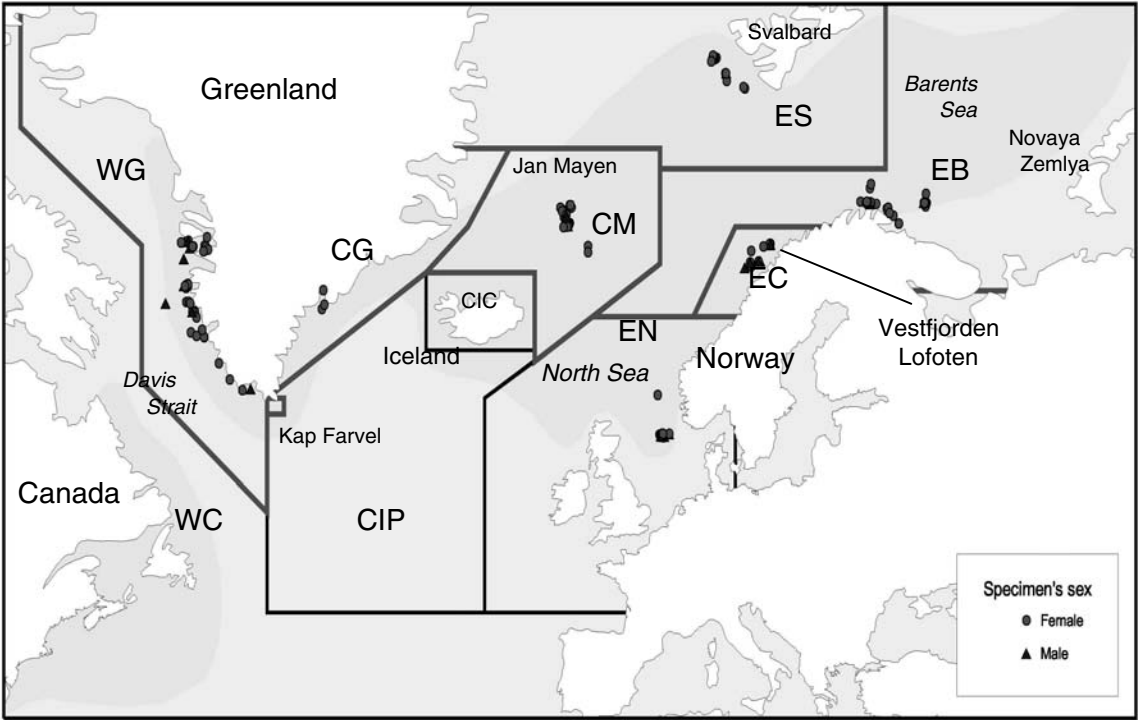 Svalbard
Greenland
Barents
Sea
ES
Novaya
Zemlya
WG
Jan Mayen
EB
CM
CG
EC
CIC
Vestfjorden
Lofoten
EN
Iceland
Norway
North Sea
Davis
Strait
Kap Farvel
Canada
WC
CIP
Specimen's sex
Female
Male